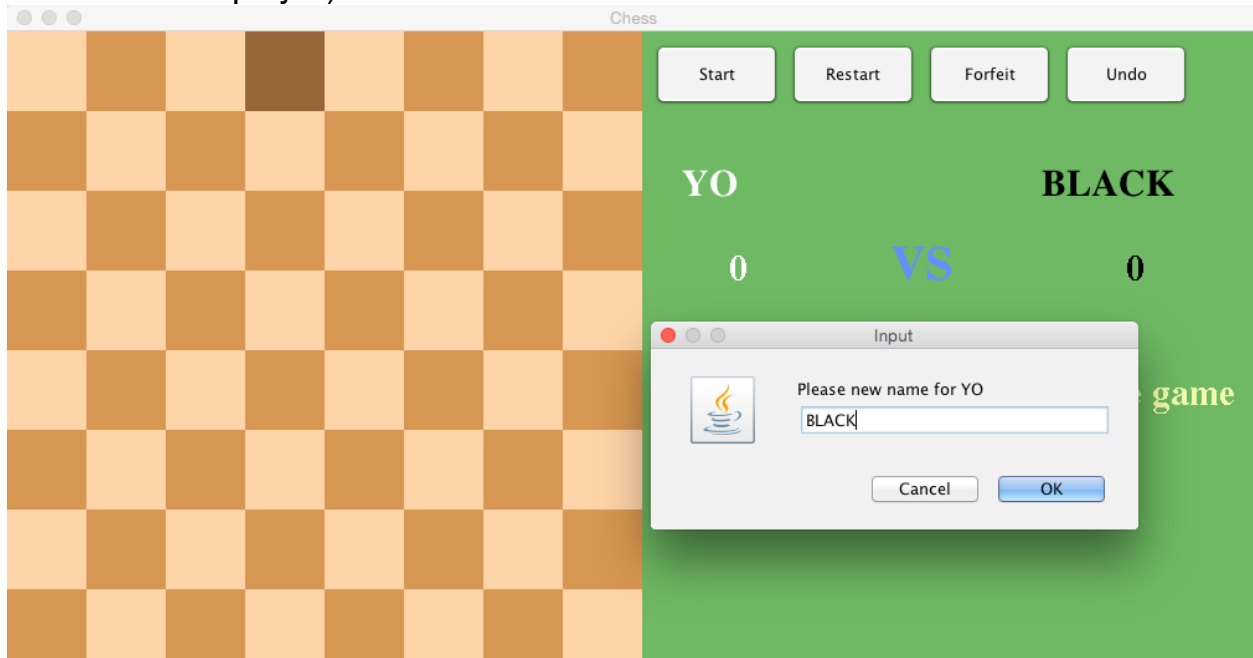 Chess
Start Restart Forfeit Undo
YO BLACK
0 VS 0
Input
Please new name for YO
game
BLACK
Cancel OK